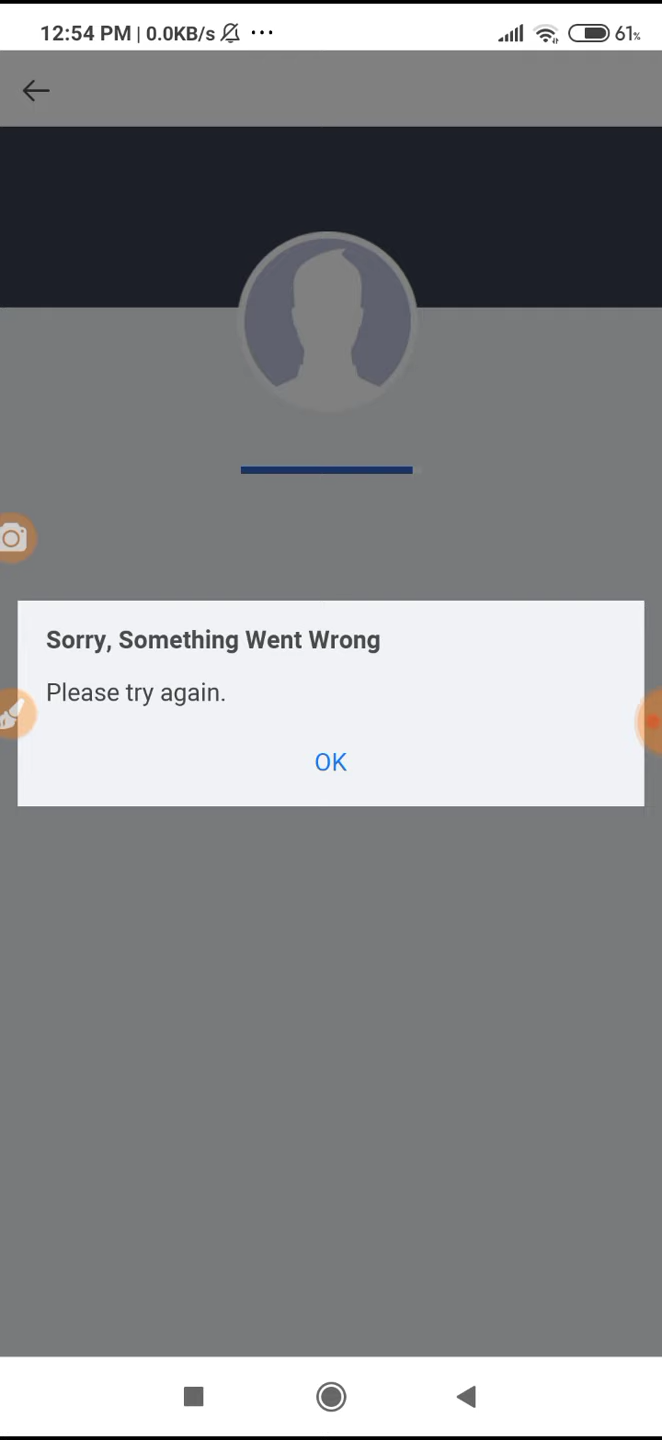 12:54 PM | 0.0KB/s ... 61%
Sorry, Something Went Wrong
Please try again.
OK